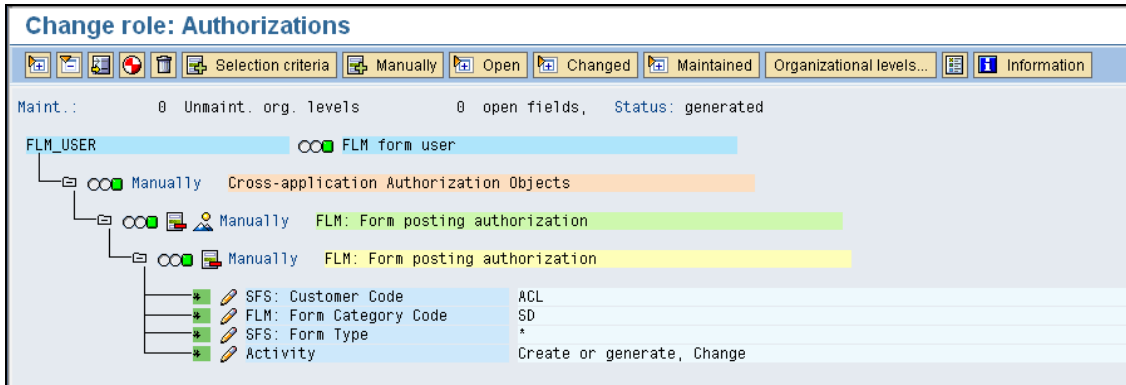 Change role: Authorizations
Selection criteria Manually Open Changed Maintained Organizational levels... Information
Maint.: 0 Unmaint. org. levels 0 open fields, Status: generated
FLM_USER FLM form user
Manually Cross-application Authorization Objects
Manually FLM: Form posting authorization
Manually FLM: Form posting authorization
* SFS: Customer Code ACL
* FLM: Form Category Code SD
* SFS: Form Type *
* Activity Create or generate, Change